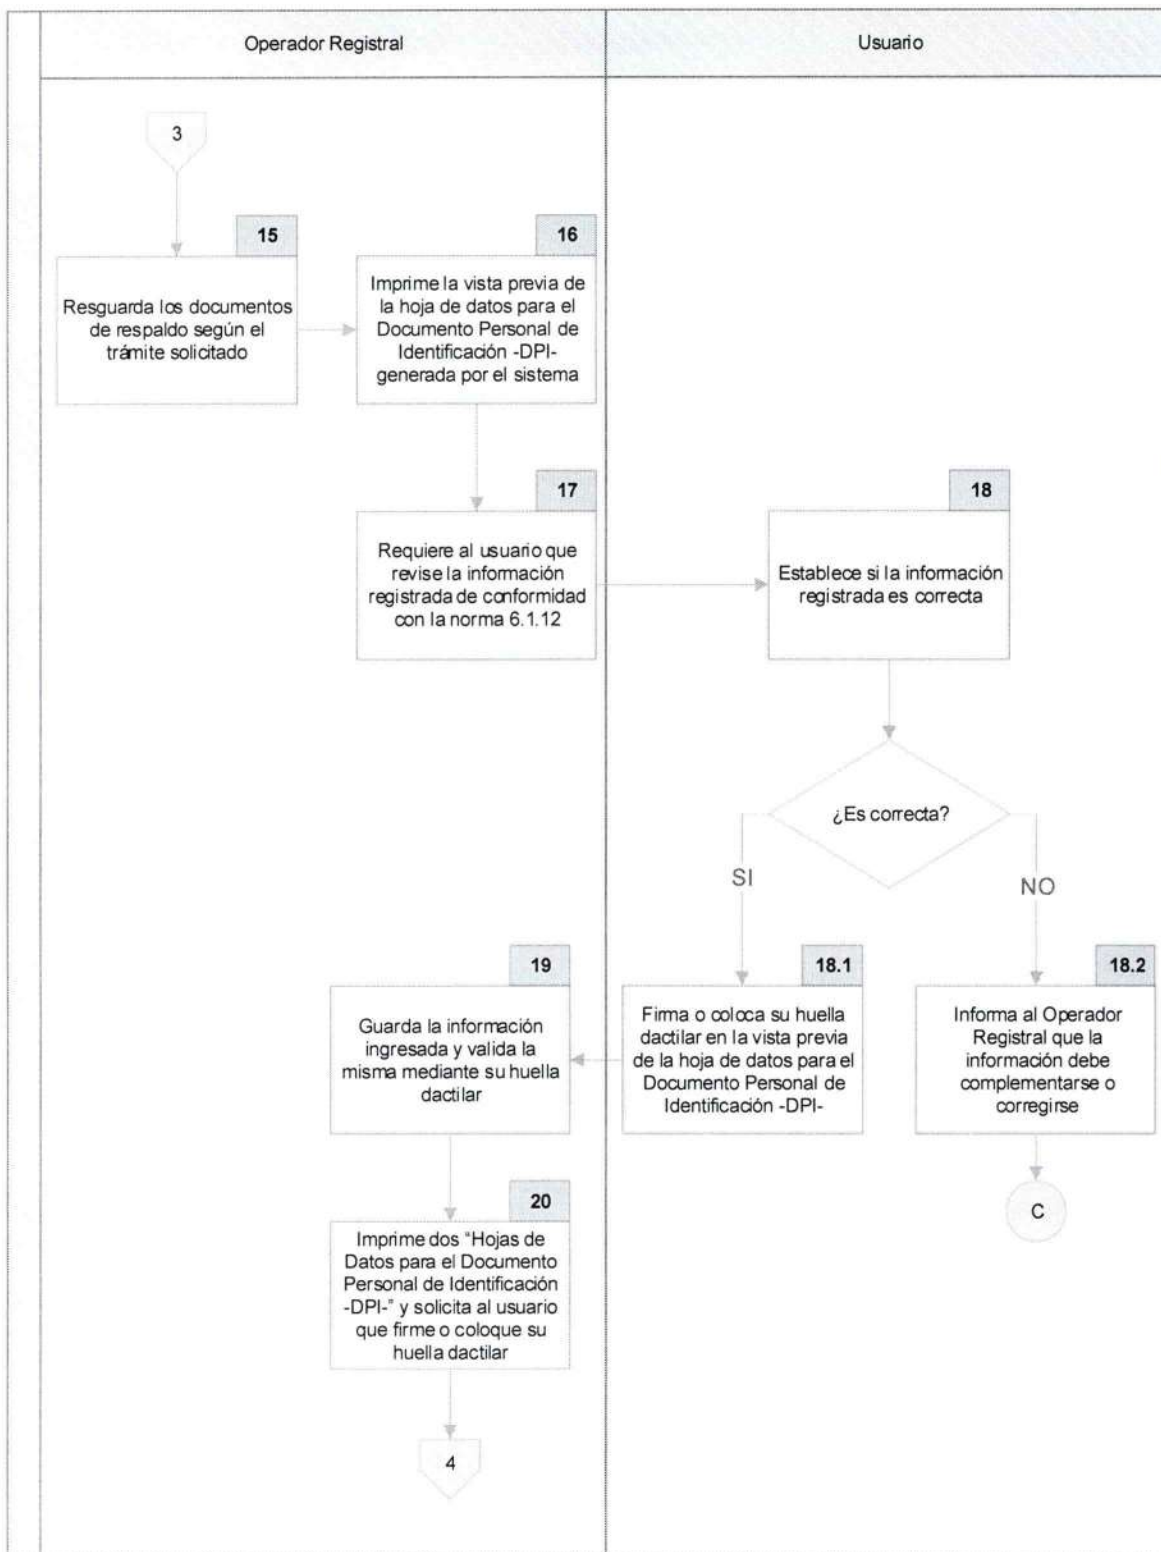 Operador Registral
Usuario
3
15
Resguarda los documentos
de respaldo según el
trámite solicitado
16
Imprime la vista previa de
la hoja de datos para el
Documento Personal de
Identificación -DPI-
generada por el sistema
17
Requiere al usuario que
revise la información
registrada de conformidad
con la norma 6.1.12
18
Establece si la información
registrada es correcta
¿Es correcta?
SI
NO
18.1
Firma o coloca su huella
dactilar en la vista previa
de la hoja de datos para el
Documento Personal de
Identificación -DPI-
18.2
Informa al Operador
Registral que la
información debe
complementarse o
corregirse
C
19
Guarda la información
ingresada y valida la
misma mediante su huella
dactilar
20
Imprime dos “Hojas de
Datos para el Documento
Personal de Identificación
-DPI-” y solicita al usuario
que firme o coloque su
huella dactilar
4